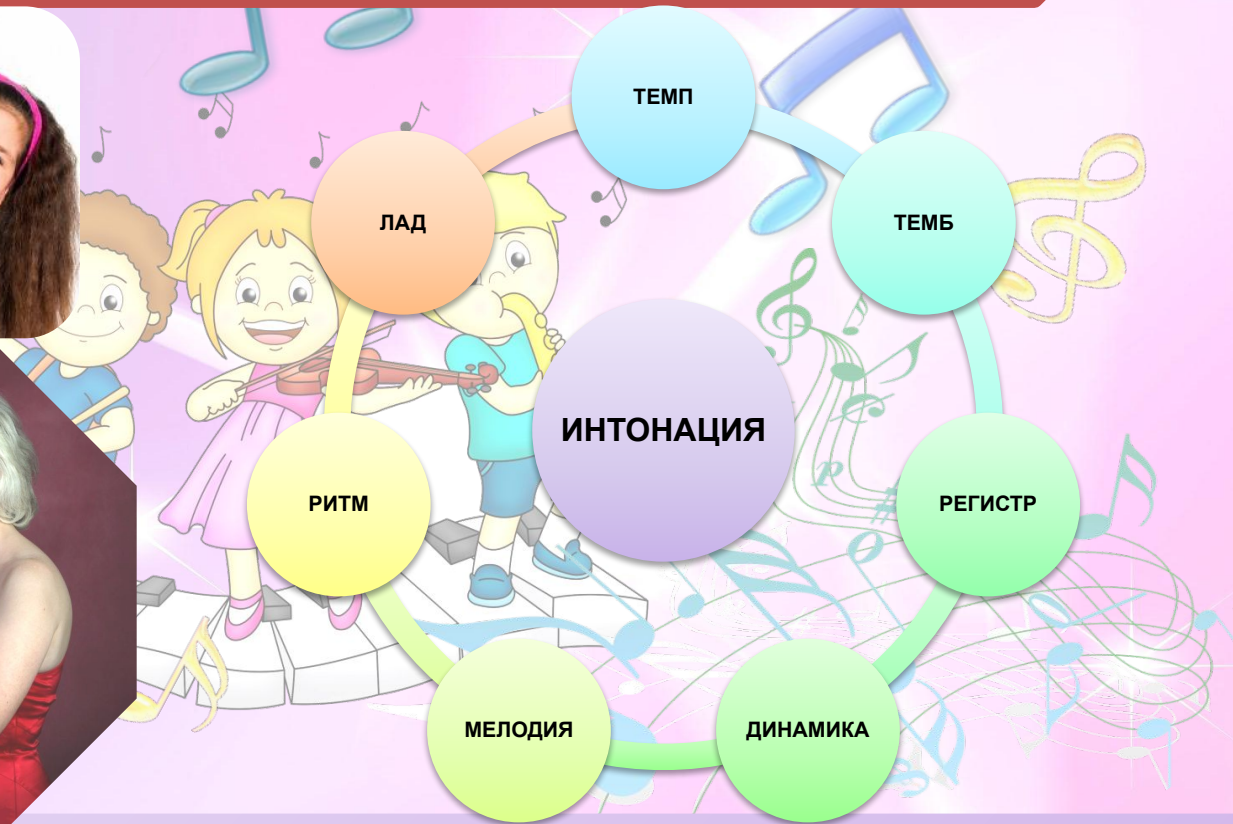 ТЕМП
ЛАД
ТЕМБ
ИНТОНАЦИЯ
РИТМ
РЕГИСТР
МЕЛОДИЯ
ДИНАМИКА